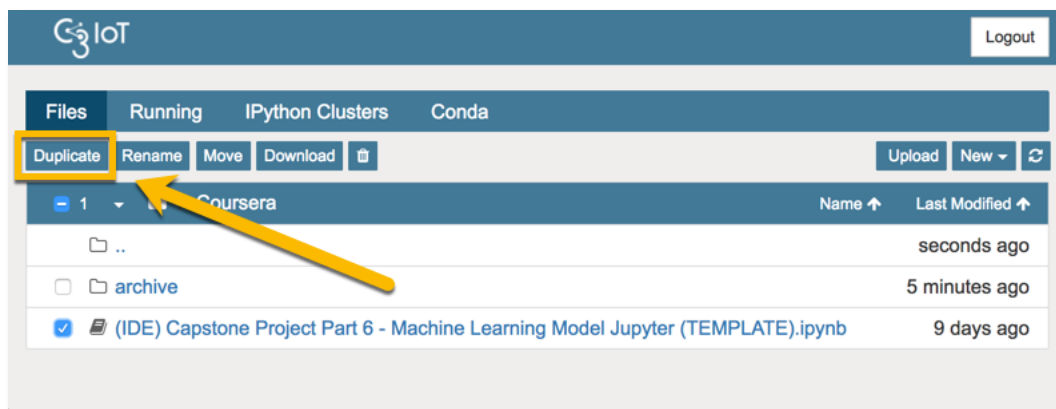 C3 IoT
Logout
Files Running IPython Clusters Conda
Duplicate Rename Move Download Upload New
1 Coursera Name Last Modified
.. seconds ago
archive 5 minutes ago
(IDE) Capstone Project Part 6 - Machine Learning Model Jupyter (TEMPLATE).ipynb 9 days ago